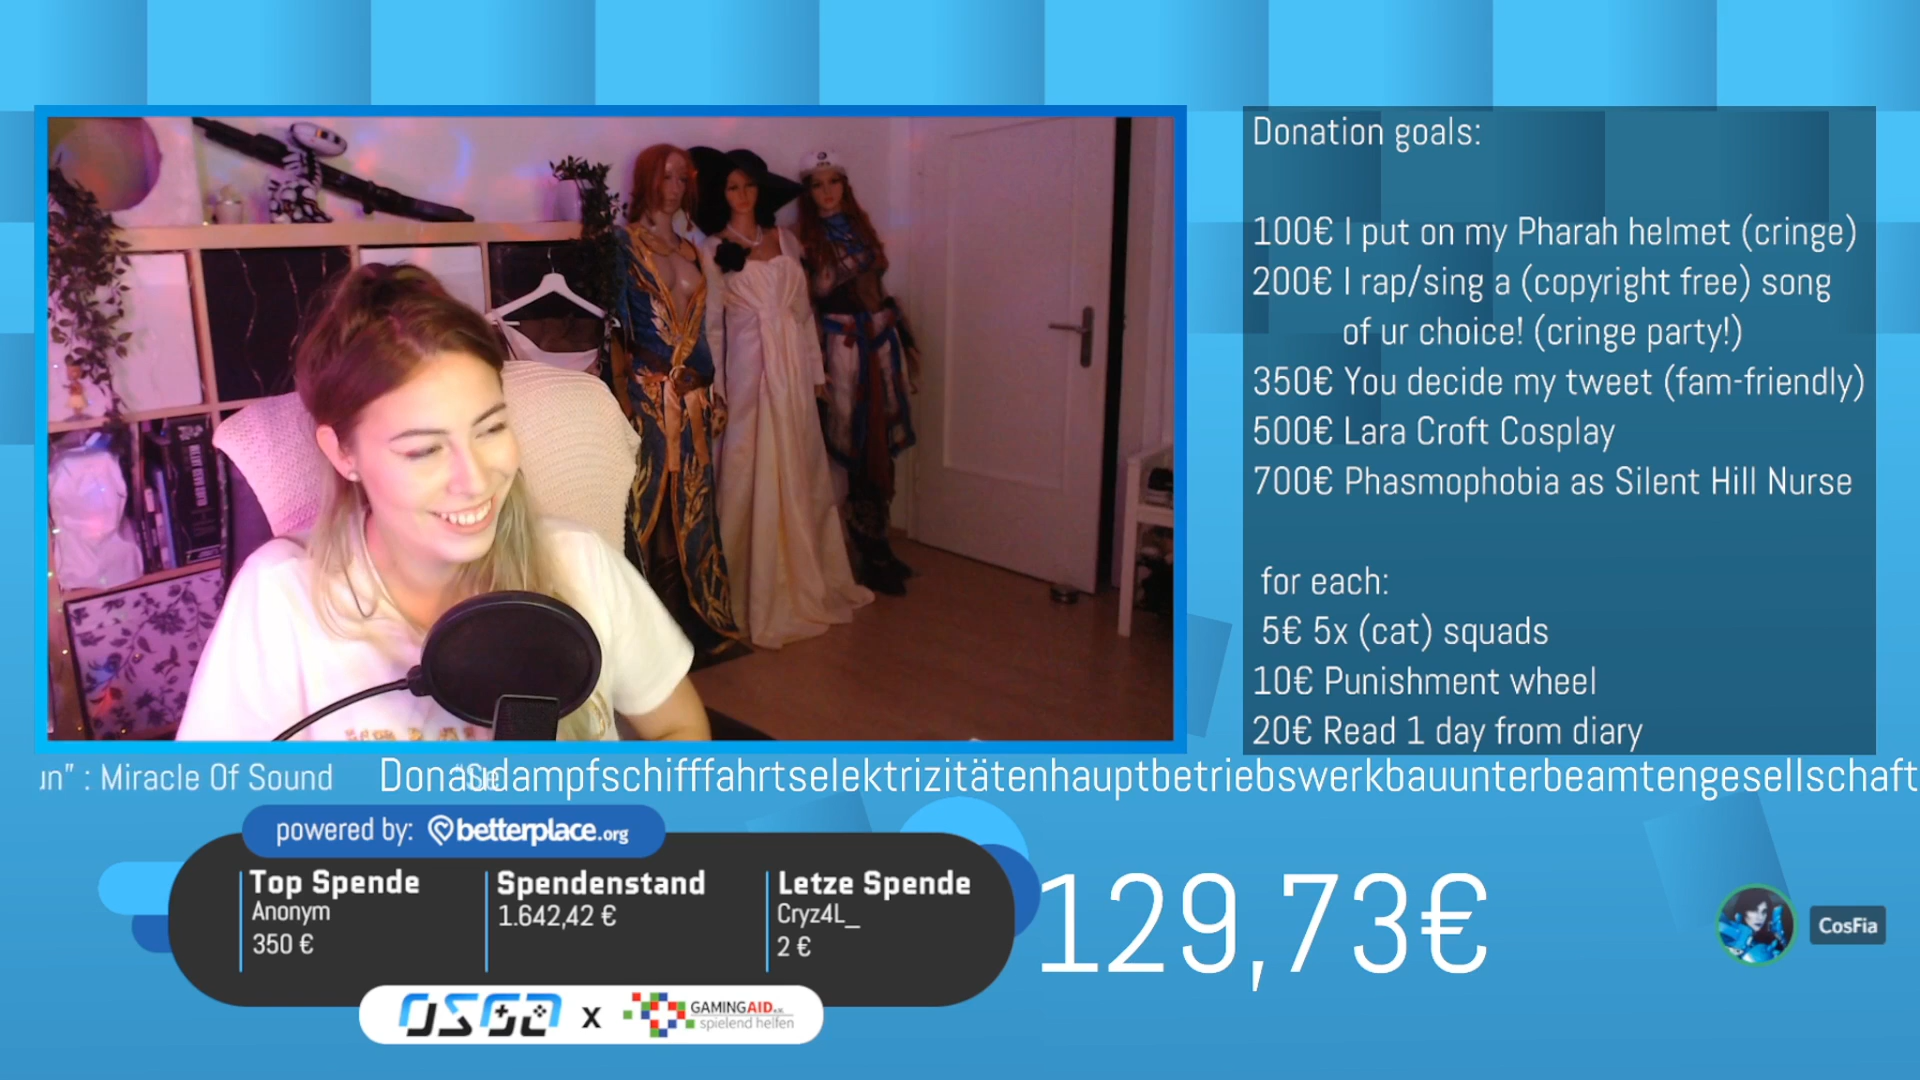 Donation goals:
100€ I put on my Pharah helmet (cringe)
200€ I rap/sing a (copyright free) song
of ur choice! (cringe party!)
350€ You decide my tweet (fam-friendly)
500€ Lara Croft Cosplay
700€ Phasmophobia as Silent Hill Nurse
for each:
5€ 5x (cat) squads
10€ Punishment wheel
20€ Read 1 day from diary
un" : Miracle Of Sound
Donaudampfschifffahrtselektrizitätenhauptbetriebswerkbauunterbeamtengesellschaft
powered by: betterplace.org
Top Spende
Anonym
350 €
Spendenstand
1.642,42 €
Letze Spende
Cryz4L_
2 €
129,73€
CosFia
x GAMINGAID e.V.
spielend helfen